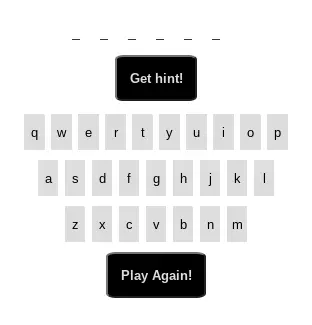 _ _ _ _ _ _
Get hint!
q w e r t y u i o p
a s d f g h j k l
z x c v b n m
Play Again!